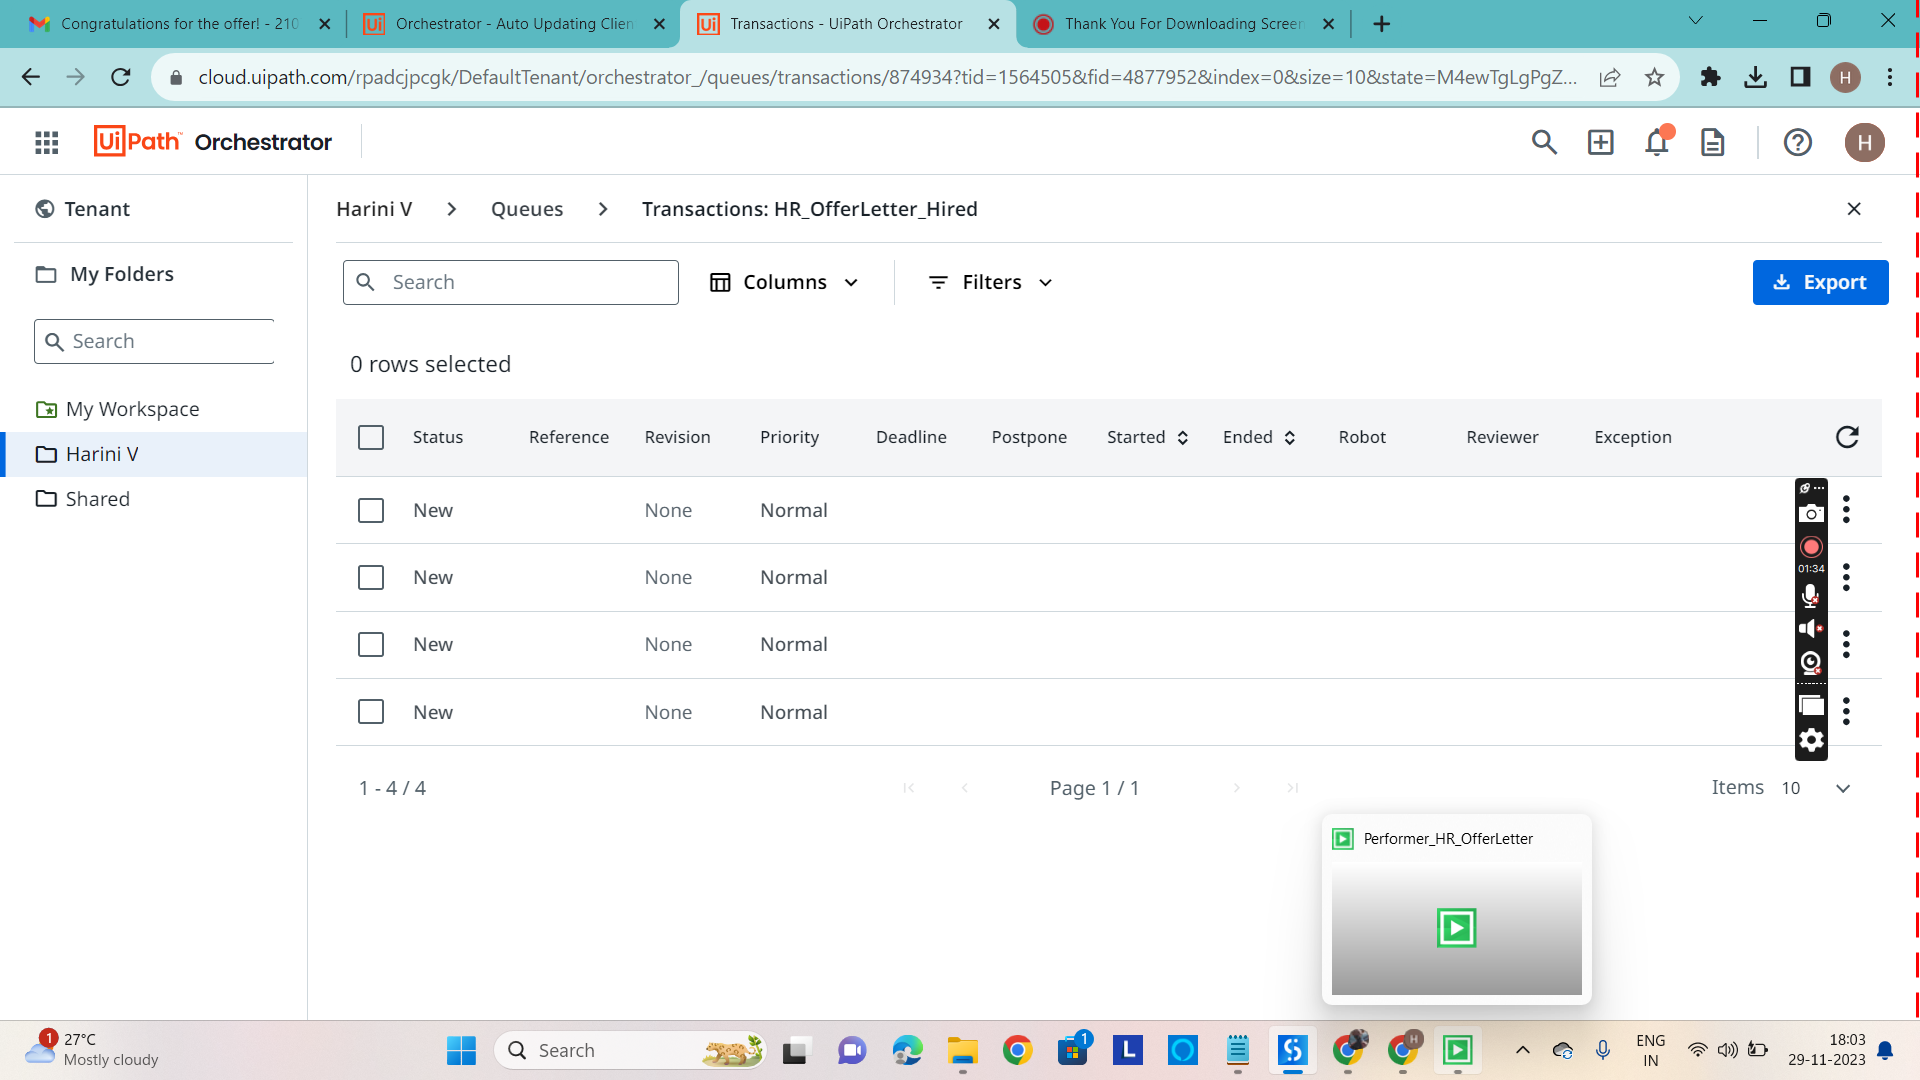 Congratulations for the offer! - 210
Orchestrator - Auto Updating Clien
Transactions - UiPath Orchestrator
Thank You For Downloading Screen
cloud.uipath.com/rpadcjpcgk/DefaultTenant/orchestrator_/queues/transactions/874934?tid=1564505&fid=4877952&index=0&size=10&state=M4ewTgLgPgZ...
H
UiPath™ Orchestrator
H
Tenant
Harini V > Queues > Transactions: HR_OfferLetter_Hired
My Folders
Search
My Workspace
Harini V
Shared
Search
Columns
Filters
Export
0 rows selected
Status Reference Revision Priority Deadline Postpone Started Ended Robot Reviewer Exception
New None Normal
New None Normal
New None Normal
New None Normal
01:34
1 - 4 / 4
Page 1 / 1
Items 10
Performer_HR_OfferLetter
1
27°C
Mostly cloudy
Search
1
L
H
ENG
IN
18:03
29-11-2023